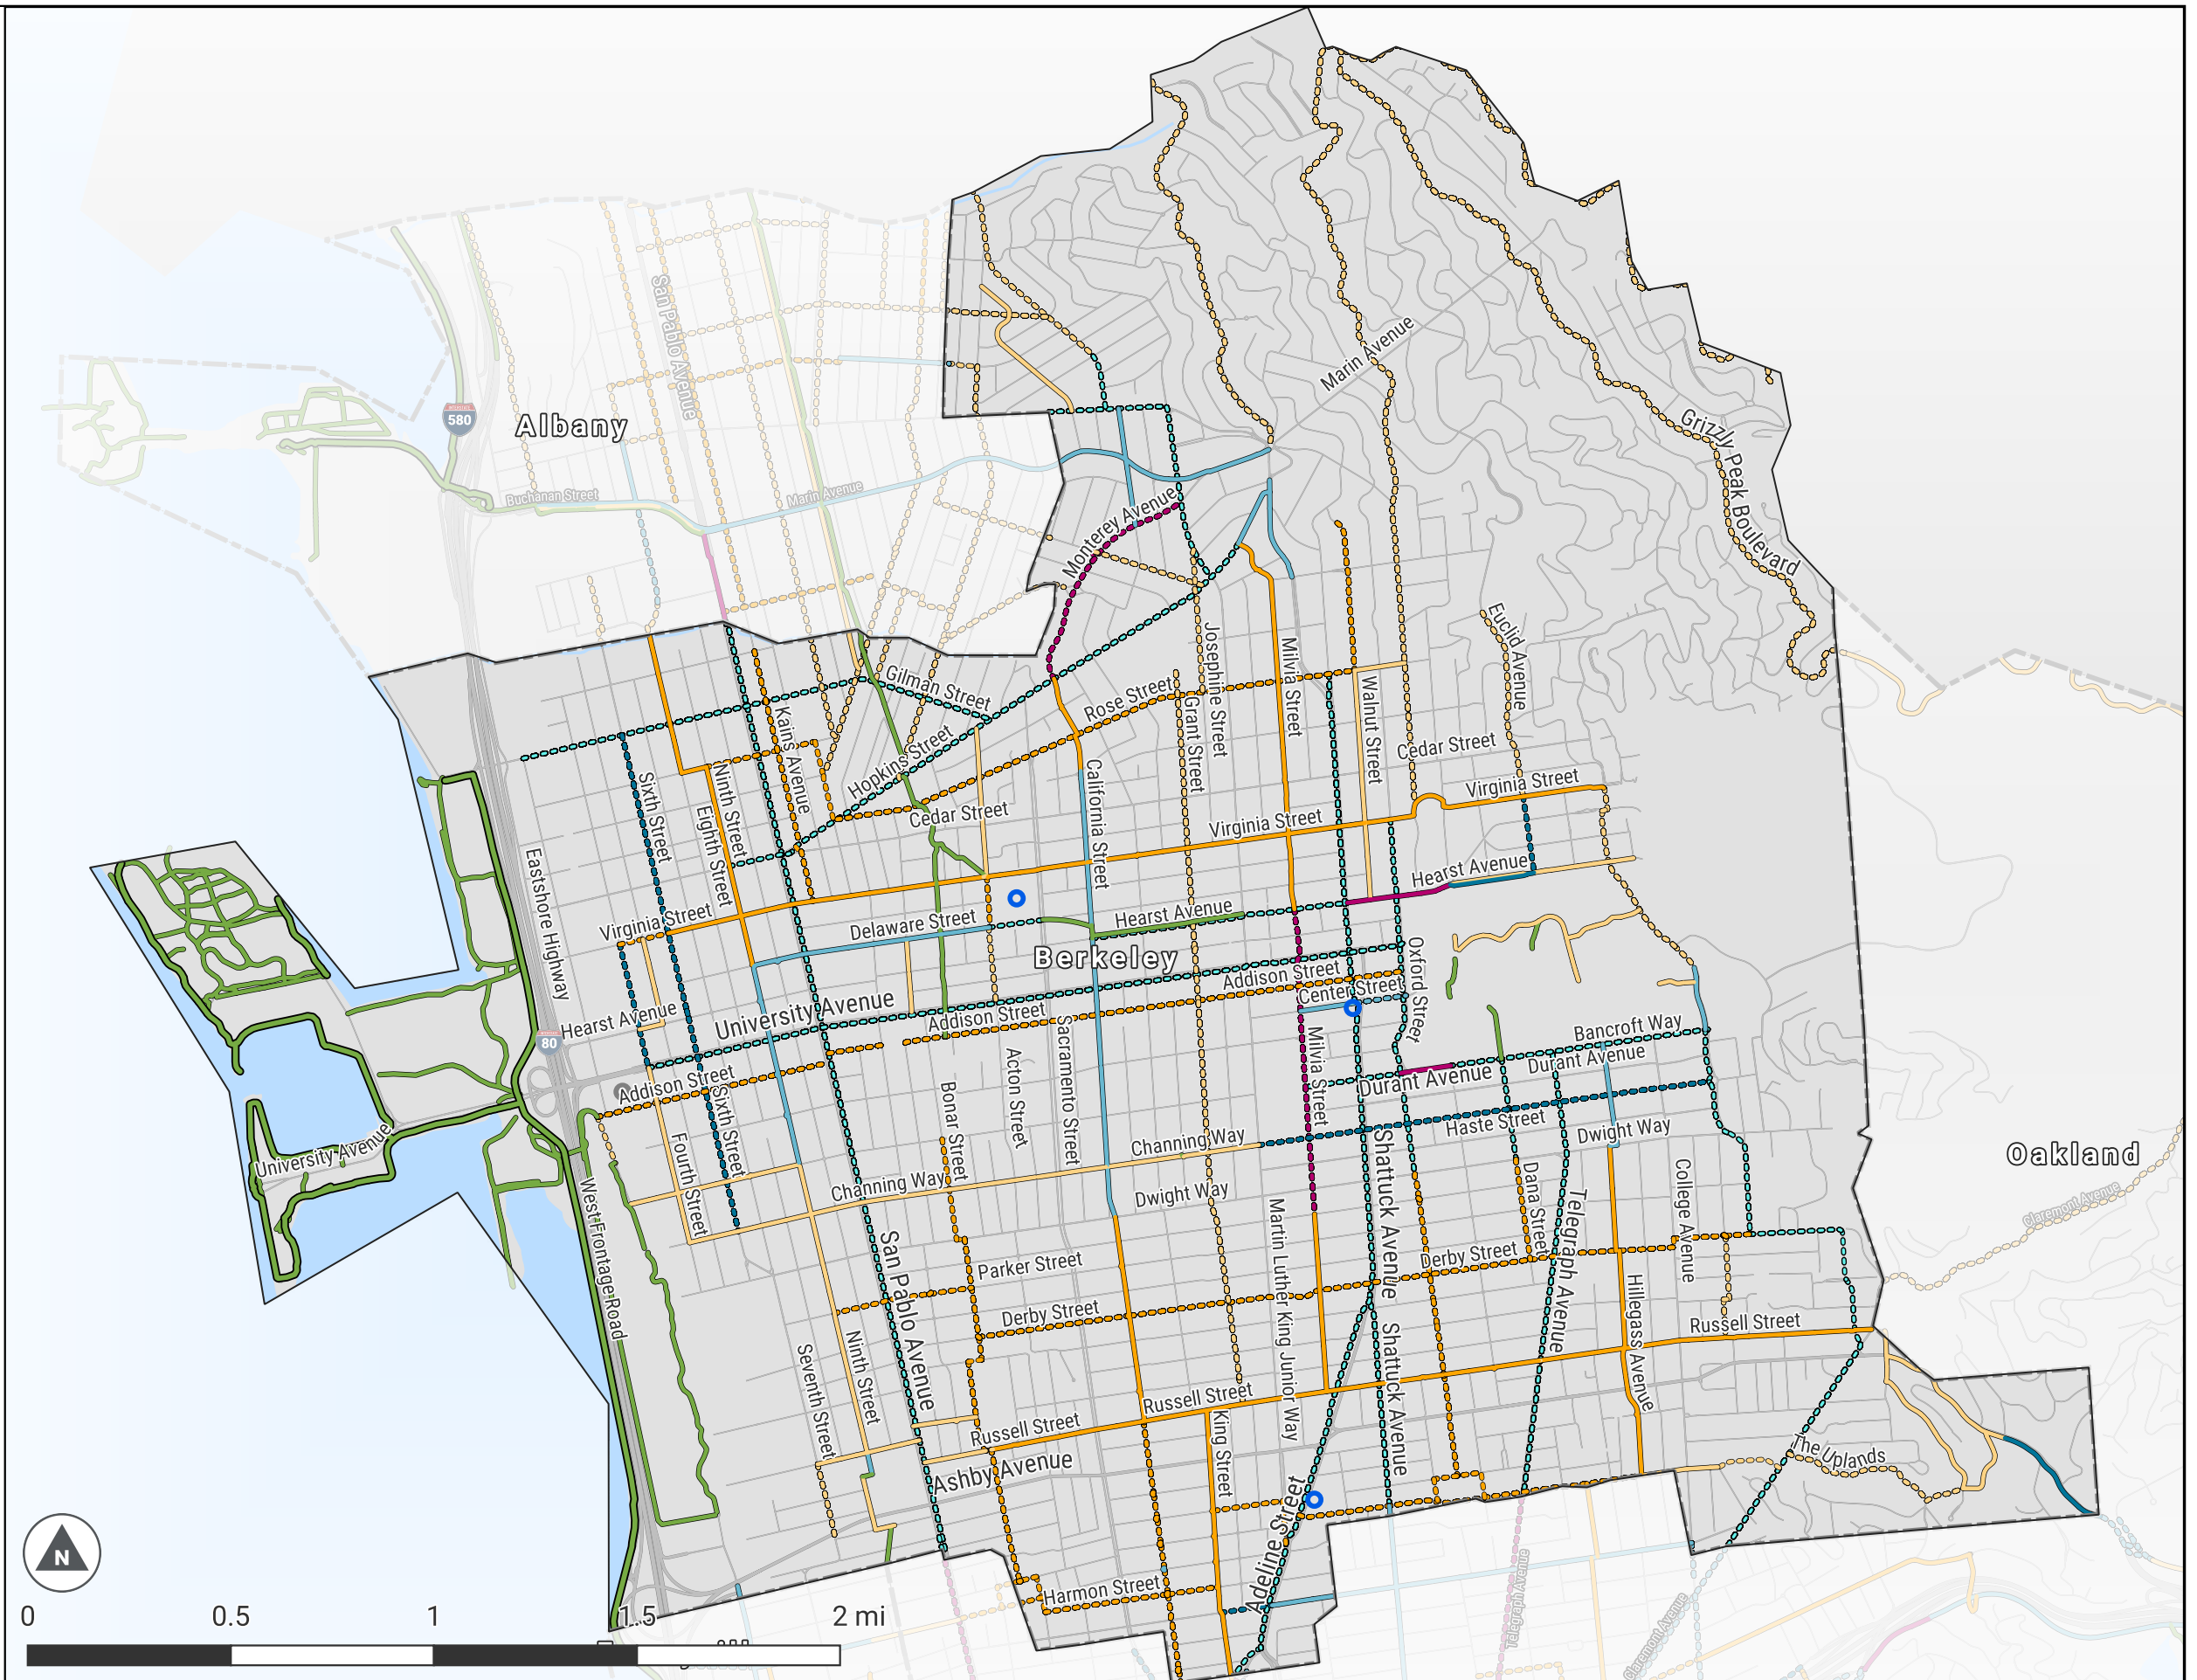 San Pablo Avenue
Marin Avenue
580
Albany
Grizzly Peak Boulevard
Buchanan Street
Marin Avenue
Monterey Avenue
Euclid Avenue
Gilman Street
Josephine Street
Milvia Street
Rose Street
Walnut Street
Grant Street
Kains Avenue
Cedar Street
Hopkins Street
Sixth Street
Ninth Street
California Street
Virginia Street
Cedar Street
Eighth Street
Virginia Street
Eastshore Highway
Hearst Avenue
Virginia Street
Delaware Street
Hearst Avenue
Berkeley
Oxford Street
Addison Street
Center Street
University Avenue
Hearst Avenue
Addison Street
80
Bancroft Way
Sacramento Street
Milvia Street
Durant Avenue
Acton Street
Durant Avenue
Addison Street
Bonar Street
Sixth Street
Haste Street
Dwight Way
University Avenue
Fourth Street
Channing Way
Shattuck Avenue
Oakland
Channing Way
Dwight Way
College Avenue
Dana Street
Telegraph Avenue
West Frontage Road
Claremont Avenue
Martin Luther King Junior Way
San Pablo Avenue
Parker Street
Derby Street
Hillegass Avenue
Derby Street
Russell Street
Seventh Street
Ninth Street
Shattuck Avenue
Russell Street
King Street
Russell Street
The Uplands
Ashby Avenue
Adeline Street
N
Harmon Street
Telegraph Avenue
Claremont Avenue
0 0.5 1 1.5 2 mi